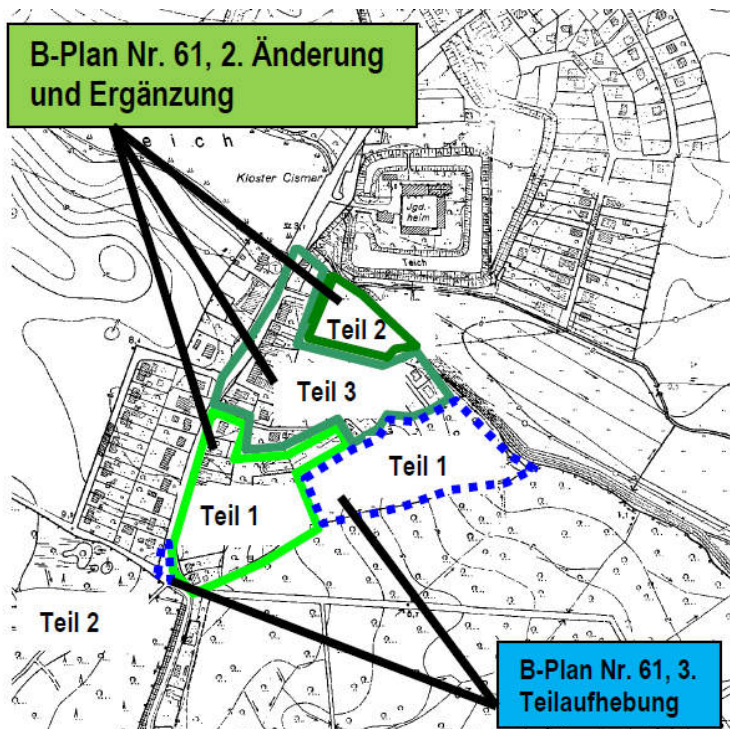 B-Plan Nr. 61, 2. Änderung
und Ergänzung
e i c h
Kloster Cismar
Jgd.-
heim
Teich
Teil 2
Teil 3
Teil 1
Teil 1
Teil 2
B-Plan Nr. 61, 3.
Teilaufhebung